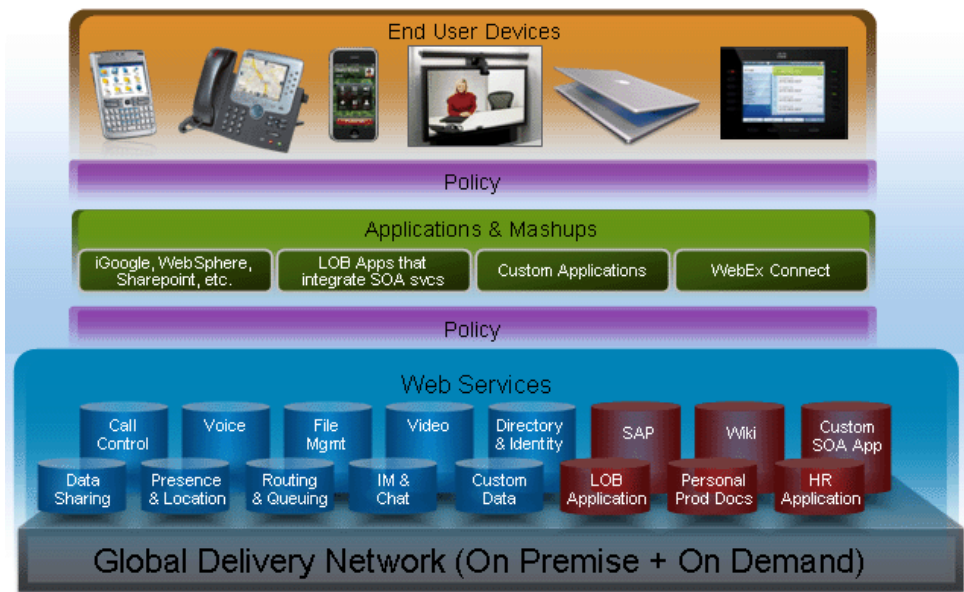 End User Devices
Policy
Applications & Mashups
iGoogle, WebSphere,
Sharepoint, etc.
LOB Apps that
integrate SOA svcs
Custom Applications
WebEx Connect
Policy
Web Services
Call
Control
Voice
File
Mgmt
Video
Directory
& Identity
SAP
Wiki
Custom
SOA App
Data
Sharing
Presence
& Location
Routing
& Queuing
IM &
Chat
Custom
Data
LOB
Application
Personal
Prod Docs
HR
Application
Global Delivery Network (On Premise + On Demand)